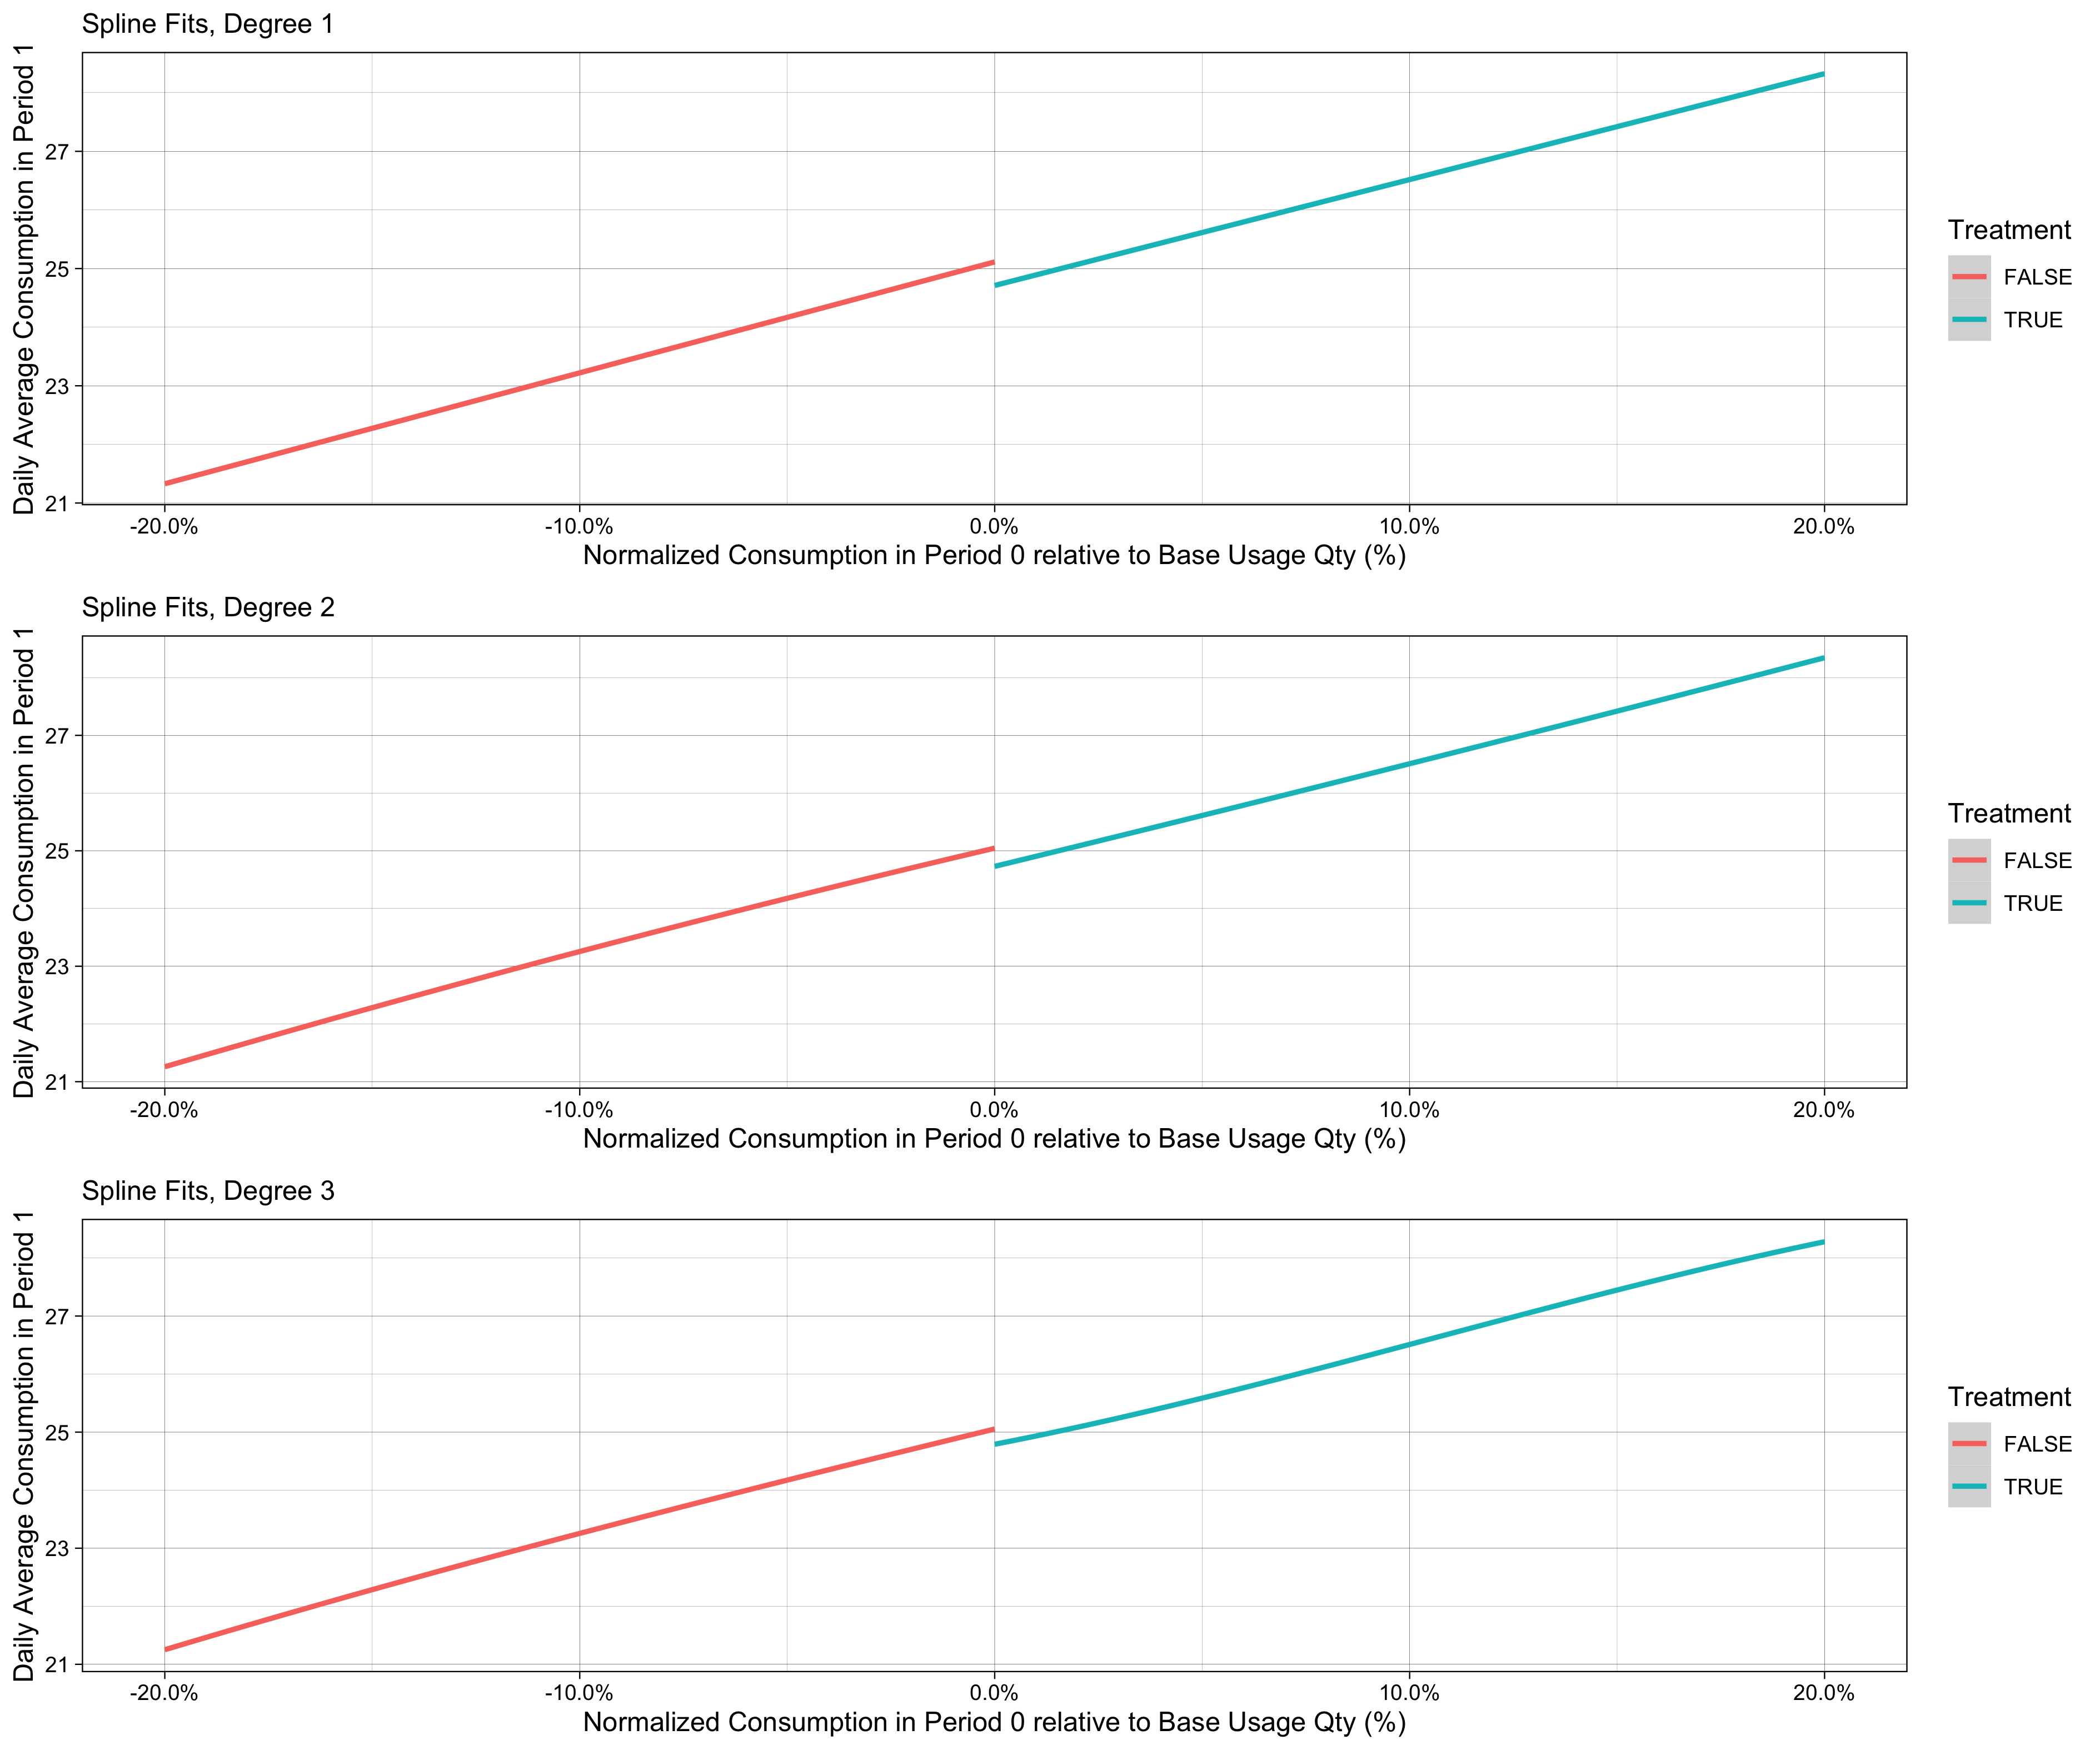 Spline Fits, Degree 1
Daily Average Consumption in Period 1
27
25
23
21
-20.0% -10.0% 0.0% 10.0% 20.0%
Normalized Consumption in Period 0 relative to Base Usage Qty (%)
Treatment
FALSE
TRUE
Spline Fits, Degree 2
Daily Average Consumption in Period 1
27
25
23
21
-20.0% -10.0% 0.0% 10.0% 20.0%
Normalized Consumption in Period 0 relative to Base Usage Qty (%)
Treatment
FALSE
TRUE
Spline Fits, Degree 3
Daily Average Consumption in Period 1
27
25
23
21
-20.0% -10.0% 0.0% 10.0% 20.0%
Normalized Consumption in Period 0 relative to Base Usage Qty (%)
Treatment
FALSE
TRUE